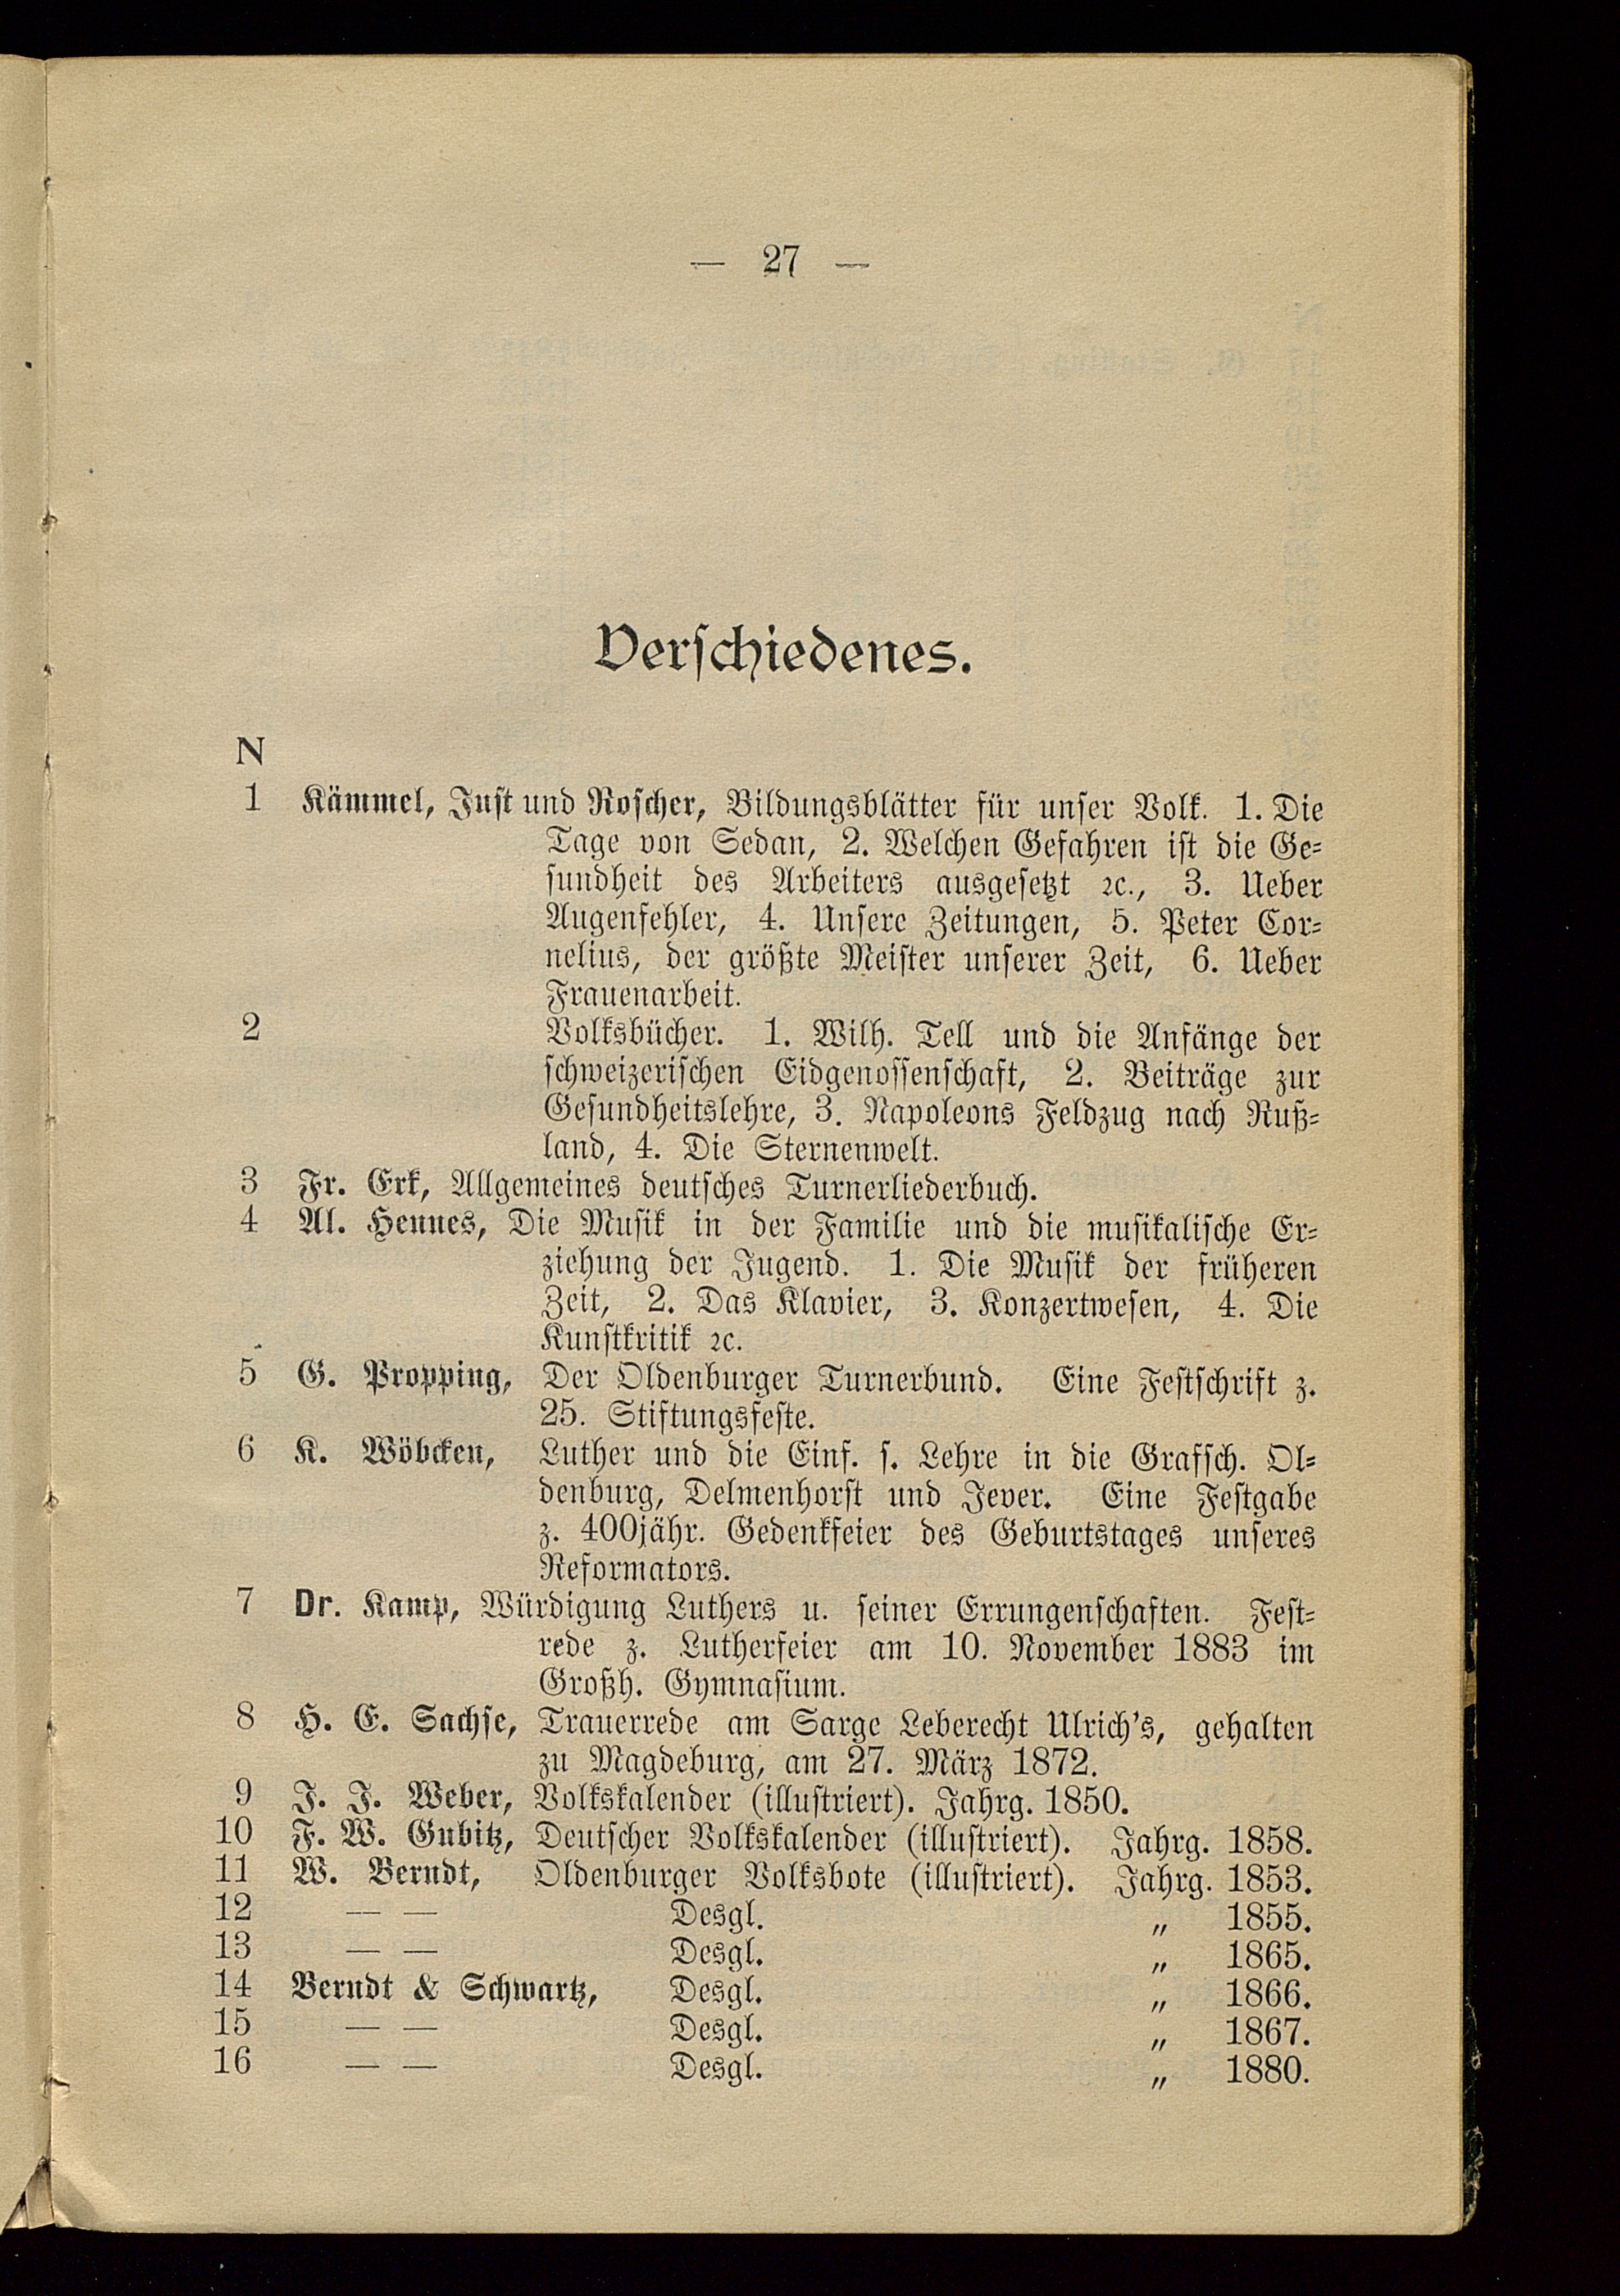 — 27 —
Verschiedenes.
N
1 Kämmel, Just und Roscher, Bildungsblätter für unser Volk. 1. Die
Tage von Sedan, 2. Welchen Gefahren ist die Ge-
sundheit des Arbeiters ausgesetzt ꝛc., 3. Ueber
Augenfehler, 4. Unsere Zeitungen, 5. Peter Cor-
nelius, der größte Meister unserer Zeit, 6. Ueber
Frauenarbeit.
2 Volksbücher. 1. Wilh. Tell und die Anfänge der
schweizerischen Eidgenossenschaft, 2. Beiträge zur
Gesundheitslehre, 3. Napoleons Feldzug nach Ruß-
land, 4. Die Sternenwelt.
3 Fr. Erk, Allgemeines deutsches Turnerliederbuch.
4 Al. Hennes, Die Musik in der Familie und die musikalische Er-
ziehung der Jugend. 1. Die Musik der früheren
Zeit, 2. Das Klavier, 3. Konzertwesen, 4. Die
Kunstkritik ꝛc.
5 G. Propping, Der Oldenburger Turnerbund. Eine Festschrift z.
25. Stiftungsfeste.
6 K. Wöbcken, Luther und die Einf. s. Lehre in die Grafsch. Ol-
denburg, Delmenhorst und Jever. Eine Festgabe
z. 400jähr. Gedenkfeier des Geburtstages unseres
Reformators.
7 Dr. Kamp, Würdigung Luthers u. seiner Errungenschaften. Fest-
rede z. Lutherfeier am 10. November 1883 im
Großh. Gymnasium.
8 H. E. Sachse, Trauerrede am Sarge Leberecht Ulrich's, gehalten
zu Magdeburg, am 27. März 1872.
9 J. J. Weber, Volkskalender (illustriert). Jahrg. 1850.
10 F. W. Gubitz, Deutscher Volkskalender (illustriert). Jahrg. 1858.
11 W. Berndt, Oldenburger Volksbote (illustriert). Jahrg. 1853.
12 — — Desgl. „ 1855.
13 — — Desgl. „ 1865.
14 Berndt & Schwartz, Desgl. „ 1866.
15 — — Desgl. „ 1867.
16 — — Desgl. „ 1880.